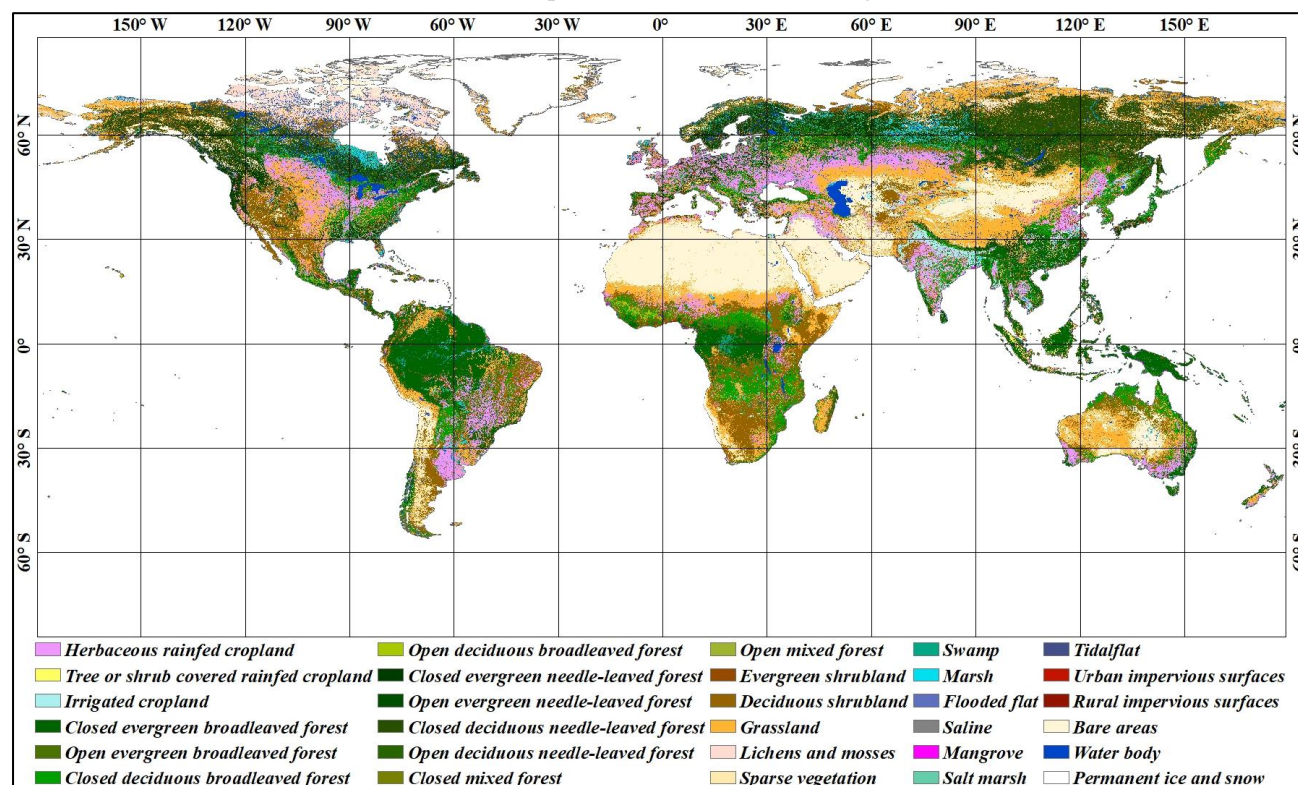 150° W 120° W 90° W 60° W 30° W 0° 30° E 60° E 90° E 120° E 150° E
60° N 60° N
30° N 30° N
0° 0°
30° S 30° S
60° S 60° S
Herbaceous rainfed cropland Open deciduous broadleaved forest Open mixed forest Swamp Tidalflat
Tree or shrub covered rainfed cropland Closed evergreen needle-leaved forest Evergreen shrubland Marsh Urban impervious surfaces
Irrigated cropland Open evergreen needle-leaved forest Deciduous shrubland Flooded flat Rural impervious surfaces
Closed evergreen broadleaved forest Closed deciduous needle-leaved forest Grassland Saline Bare areas
Open evergreen broadleaved forest Open deciduous needle-leaved forest Lichens and mosses Mangrove Water body
Closed deciduous broadleaved forest Closed mixed forest Sparse vegetation Salt marsh Permanent ice and snow